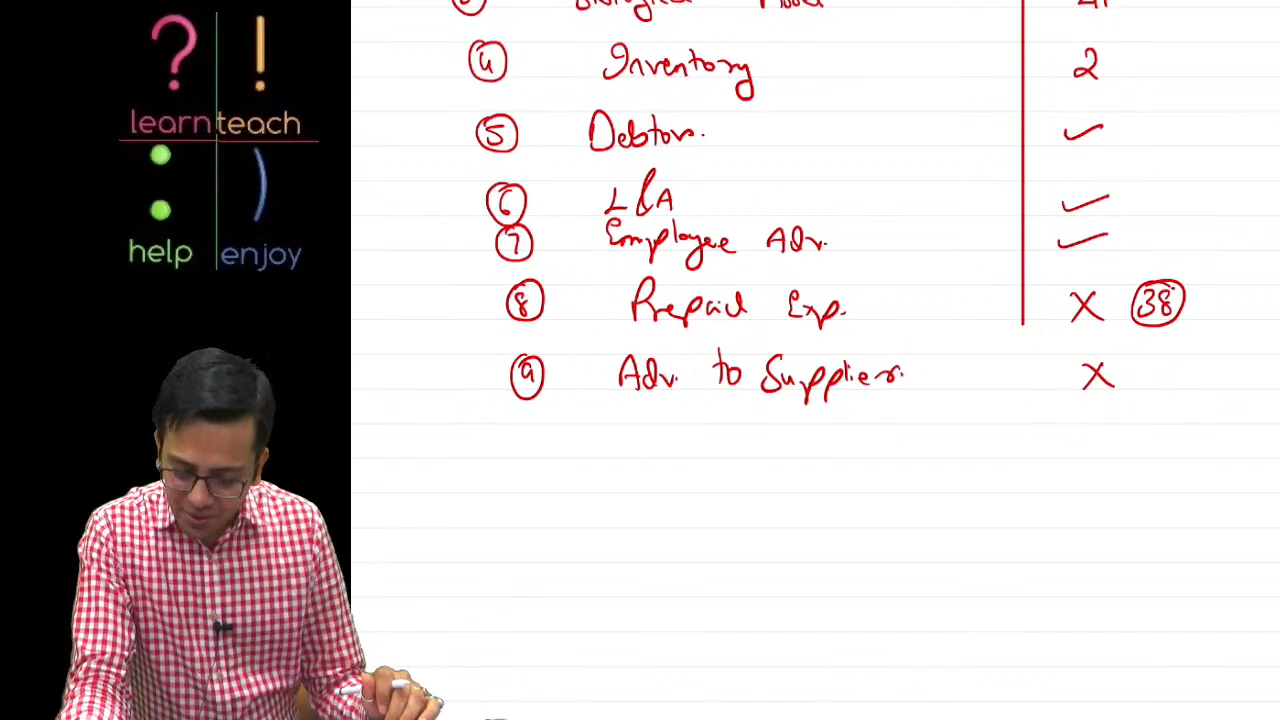 ? !
learn teach
help enjoy
④ Inventory 2
⑤ Debtors. ✓
⑥ L&A ✓
⑦ Employee Adv. ✓
⑧ Prepaid Exp. X ㊳
⑨ Adv. to Supplier. X